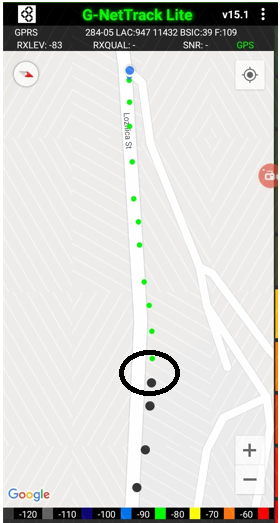 G-NetTrack Lite v15.1
GPRS 284-05 LAC:947 11432 BSIC:39 F:109
RXLEV: -83 RXQUAL: - SNR: - GPS
Loznica St
+
−
Google
-120 -110 -100 -90 -80 -70 -60